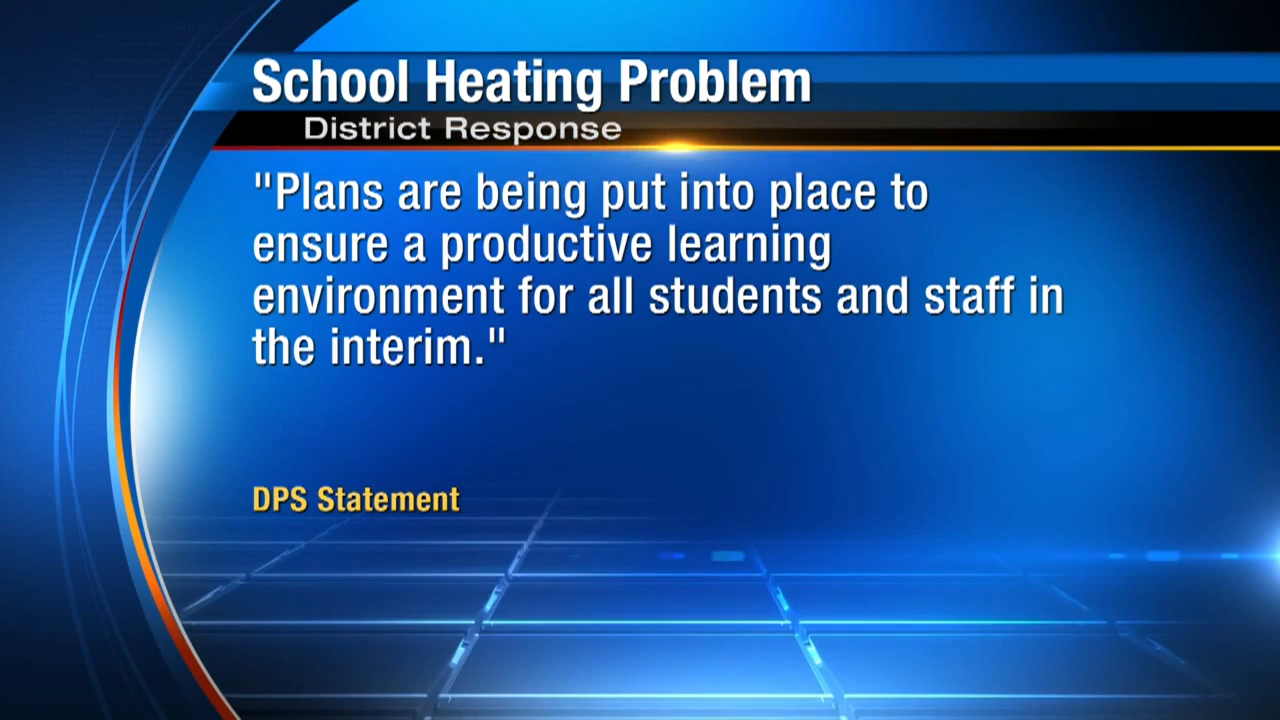 School Heating Problem
District Response
"Plans are being put into place to
ensure a productive learning
environment for all students and staff in
the interim."
DPS Statement